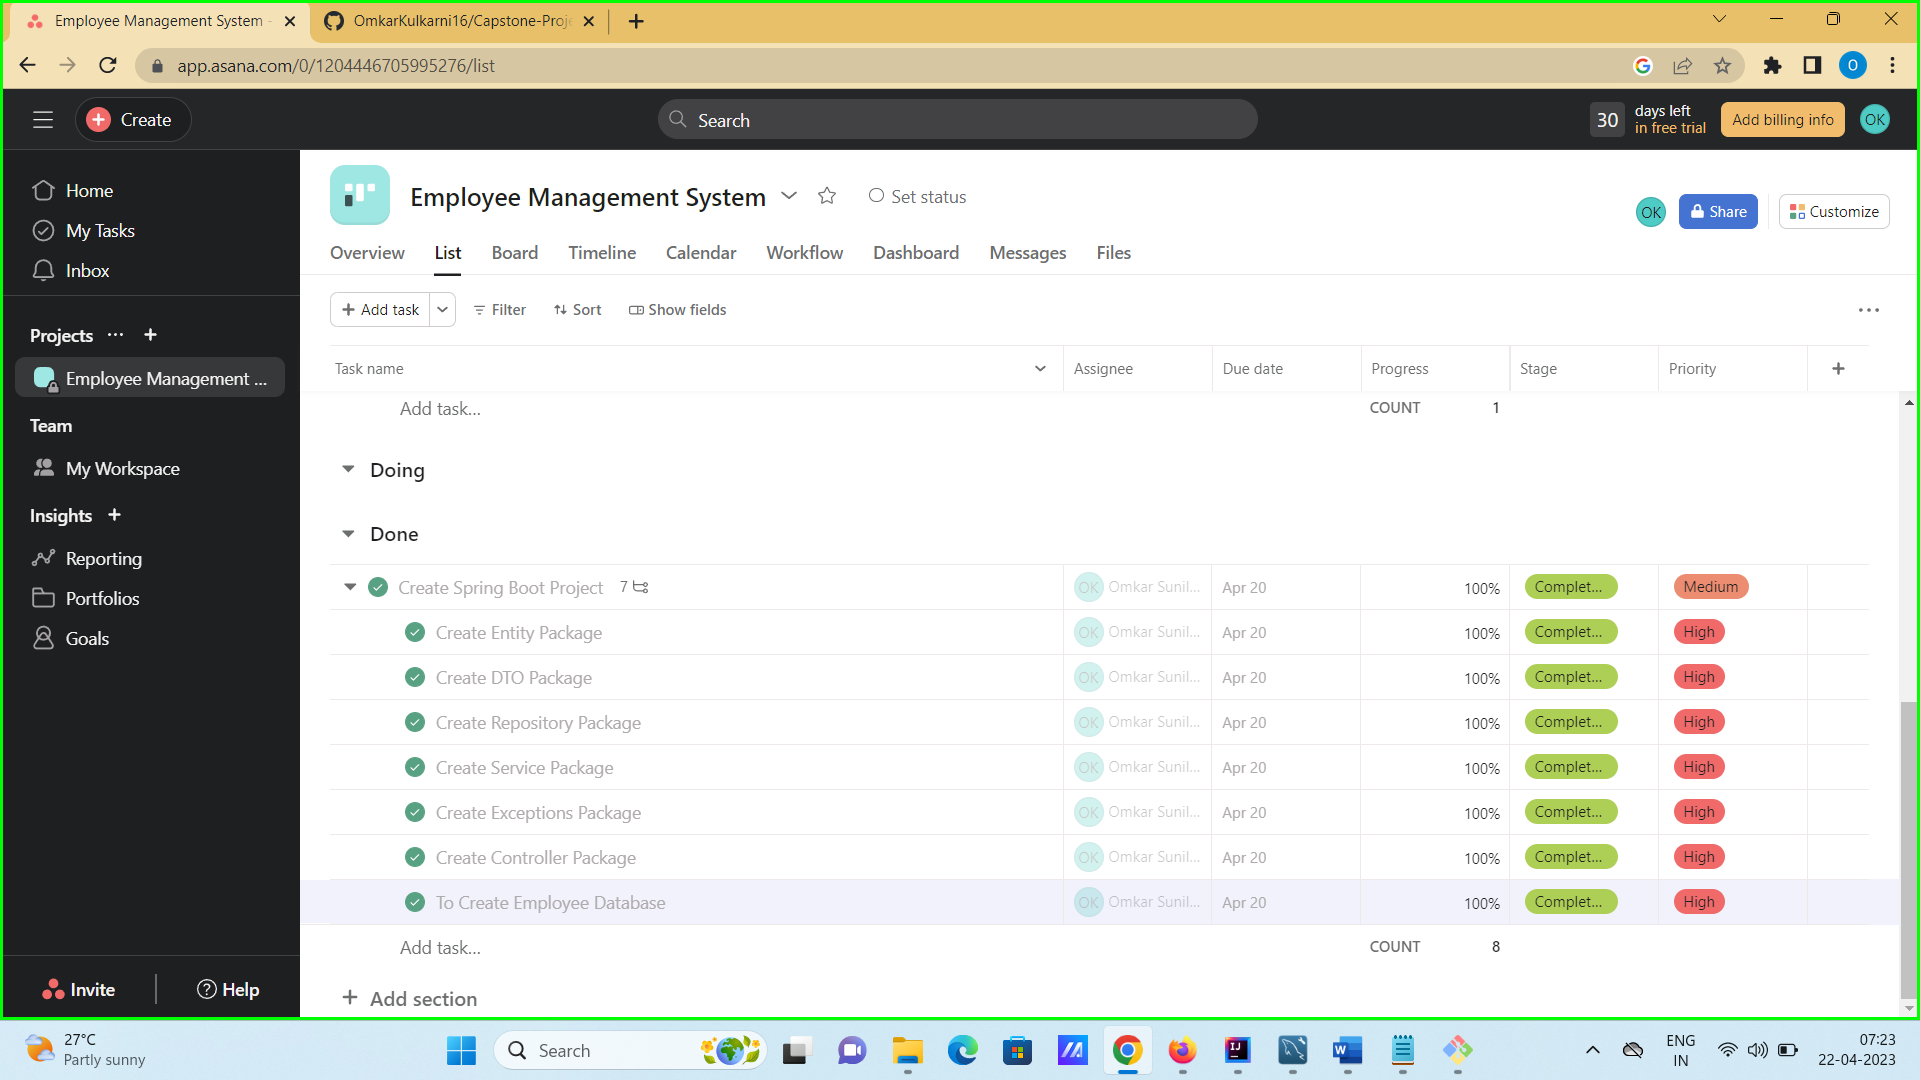 Employee Management System -
OmkarKulkarni16/Capstone-Proje
app.asana.com/0/1204446705995276/list
O
Create
Search
30
days left
in free trial
Add billing info
OK
Home
My Tasks
Inbox
Projects
Employee Management ...
Team
My Workspace
Insights
Reporting
Portfolios
Goals
Invite
Help
Employee Management System
Set status
OK
Share
Customize
Overview
List
Board
Timeline
Calendar
Workflow
Dashboard
Messages
Files
Add task
Filter
Sort
Show fields
Task name
Assignee
Due date
Progress
Stage
Priority
Add task...
COUNT 1
Doing
Done
Create Spring Boot Project 7 OK Omkar Sunil... Apr 20 100% Complet... Medium
Create Entity Package OK Omkar Sunil... Apr 20 100% Complet... High
Create DTO Package OK Omkar Sunil... Apr 20 100% Complet... High
Create Repository Package OK Omkar Sunil... Apr 20 100% Complet... High
Create Service Package OK Omkar Sunil... Apr 20 100% Complet... High
Create Exceptions Package OK Omkar Sunil... Apr 20 100% Complet... High
Create Controller Package OK Omkar Sunil... Apr 20 100% Complet... High
To Create Employee Database OK Omkar Sunil... Apr 20 100% Complet... High
Add task...
COUNT 8
Add section
27°C
Partly sunny
Search
ENG
IN
07:23
22-04-2023